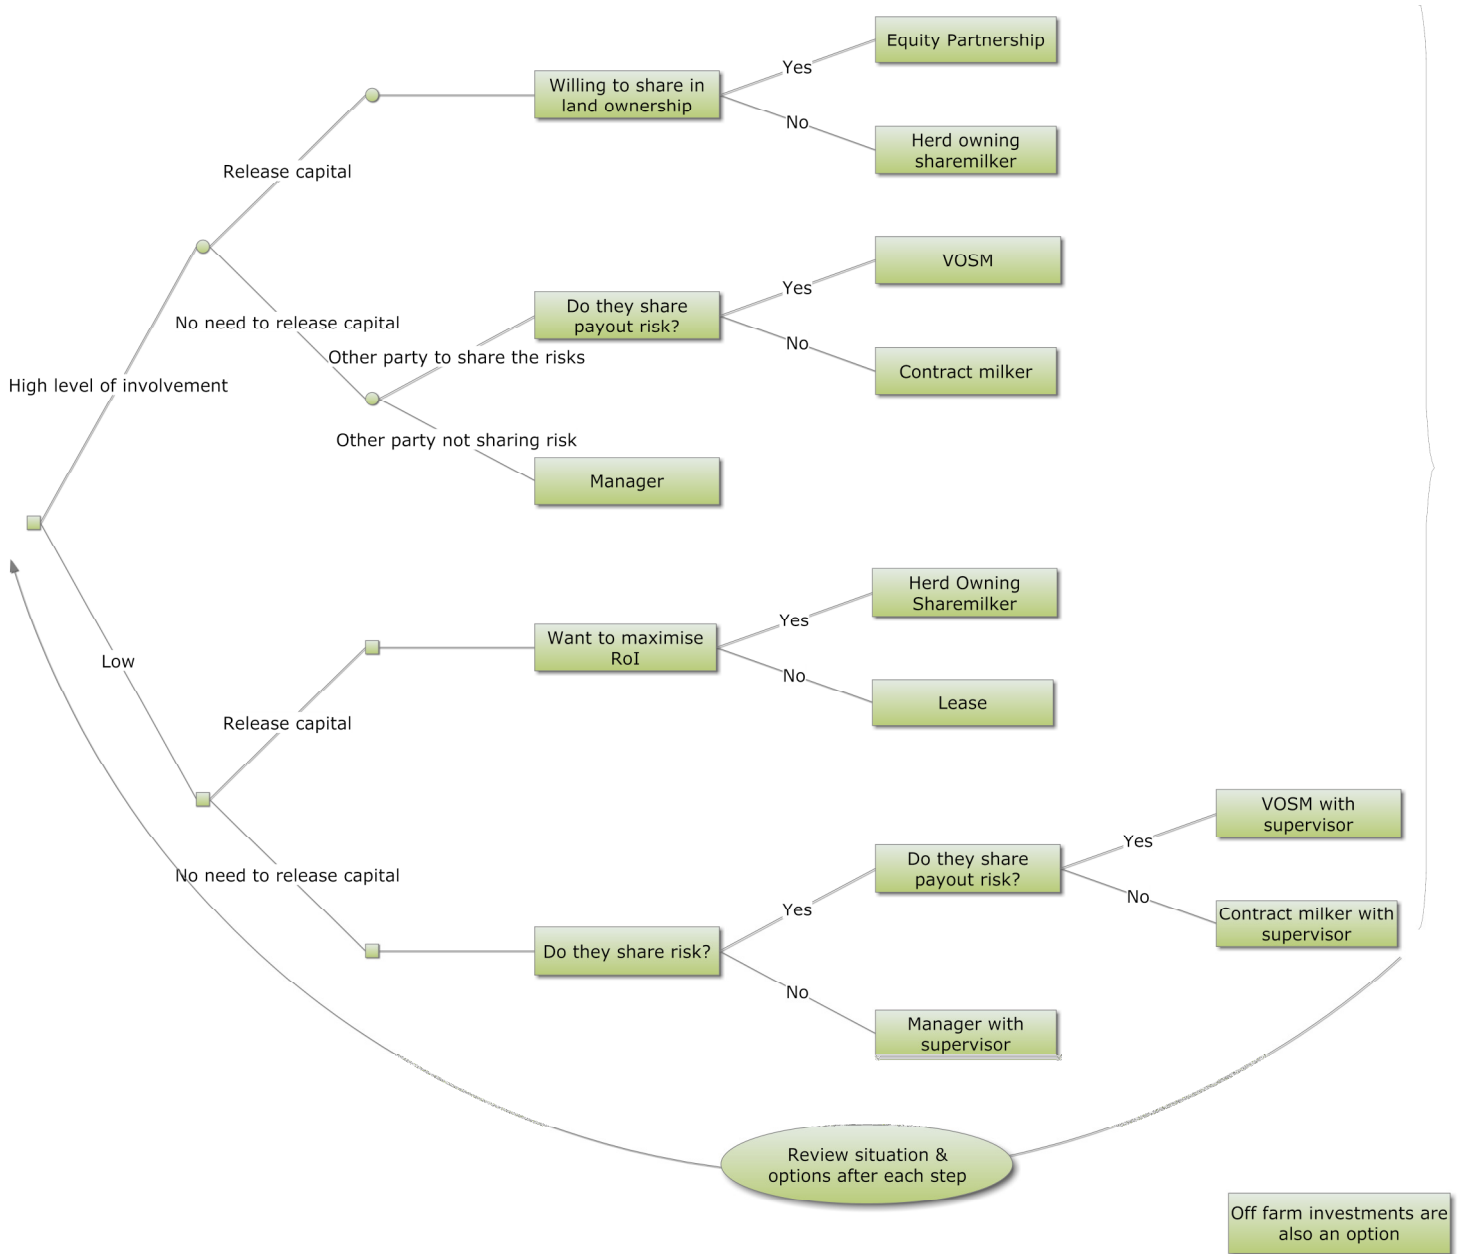 Equity Partnership
Willing to share in
land ownership
Yes
No
Herd owning
sharemilker
Release capital
VOSM
Yes
Do they share
payout risk?
No need to release capital
No
Other party to share the risks
Contract milker
High level of involvement
Other party not sharing risk
Manager
Herd Owning
Sharemilker
Yes
Want to maximise
RoI
Low
No
Lease
Release capital
VOSM with
supervisor
Yes
Do they share
payout risk?
No need to release capital
No
Contract milker with
supervisor
Yes
Do they share risk?
No
Manager with
supervisor
Review situation &
options after each step
Off farm investments are
also an option